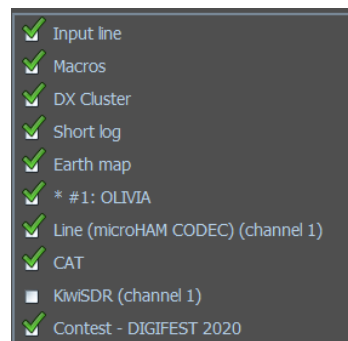 Input line
Macros
DX Cluster
Short log
Earth map
* #1: OLIVIA
Line (microHAM CODEC) (channel 1)
CAT
KiwiSDR (channel 1)
Contest - DIGIFEST 2020